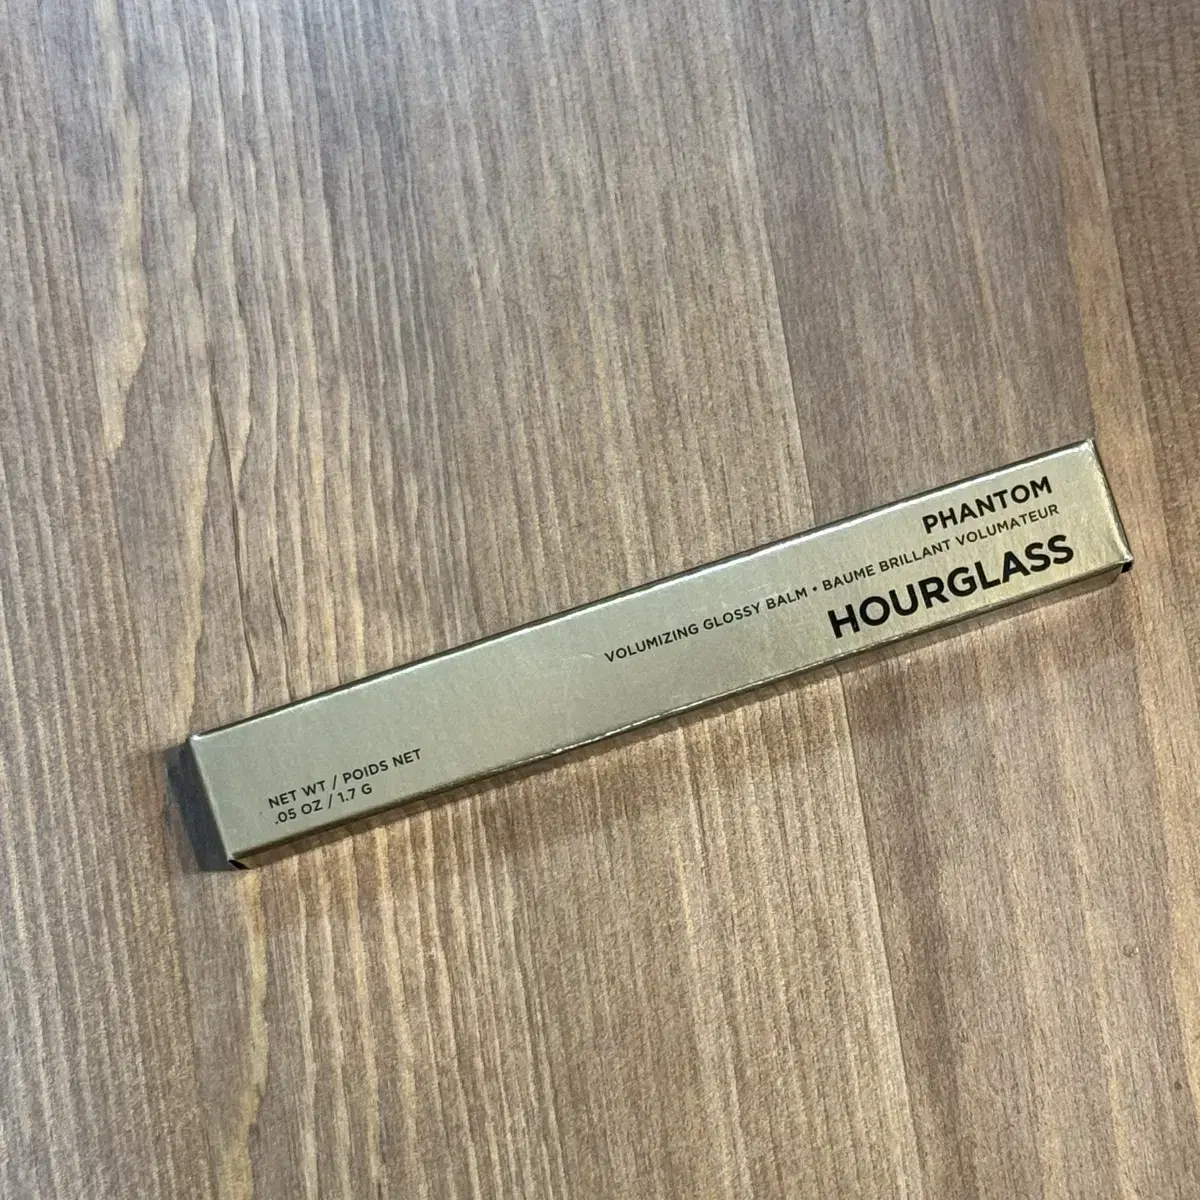 PHANTOM
VOLUMIZING GLOSSY BALM • BAUME BRILLANT VOLUMATEUR
HOURGLASS
NET WT / POIDS NET
.05 OZ / 1.7 G